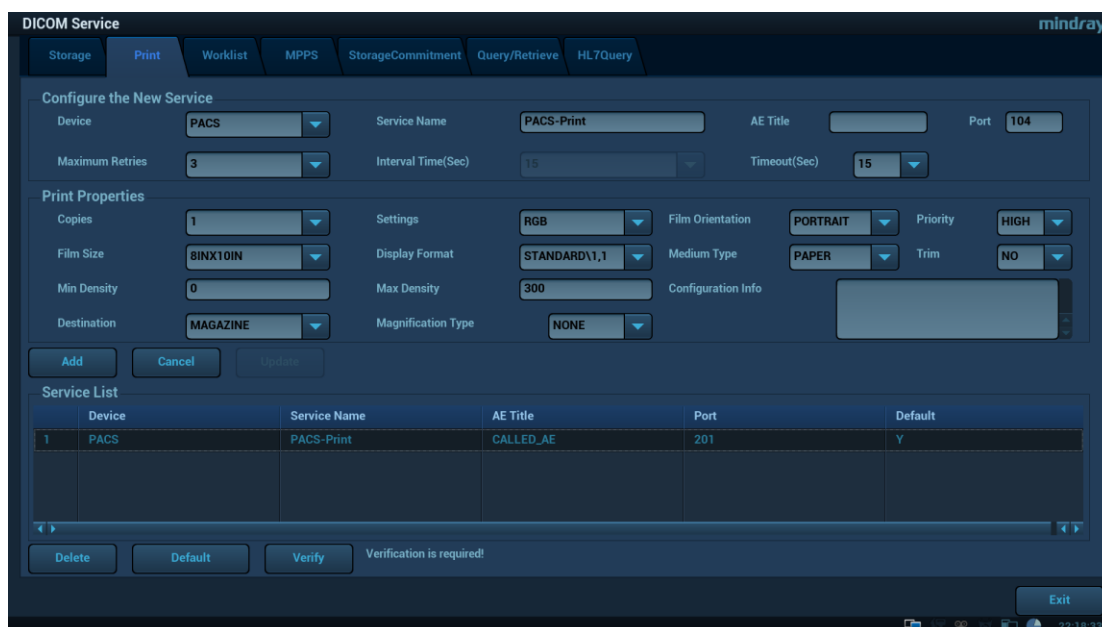 DICOM Service mindray
Storage Print Worklist MPPS StorageCommitment Query/Retrieve HL7Query
Configure the New Service
Device PACS Service Name PACS-Print AE Title Port 104
Maximum Retries 3 Interval Time(Sec) 15 Timeout(Sec) 15
Print Properties
Copies 1 Settings RGB Film Orientation PORTRAIT Priority HIGH
Film Size 8INX10IN Display Format STANDARD\1,1 Medium Type PAPER Trim NO
Min Density 0 Max Density 300 Configuration Info
Destination MAGAZINE Magnification Type NONE
Add Cancel Update
Service List
Device Service Name AE Title Port Default
1 PACS PACS-Print CALLED_AE 201 Y
Delete Default Verify Verification is required!
Exit
22:18:33